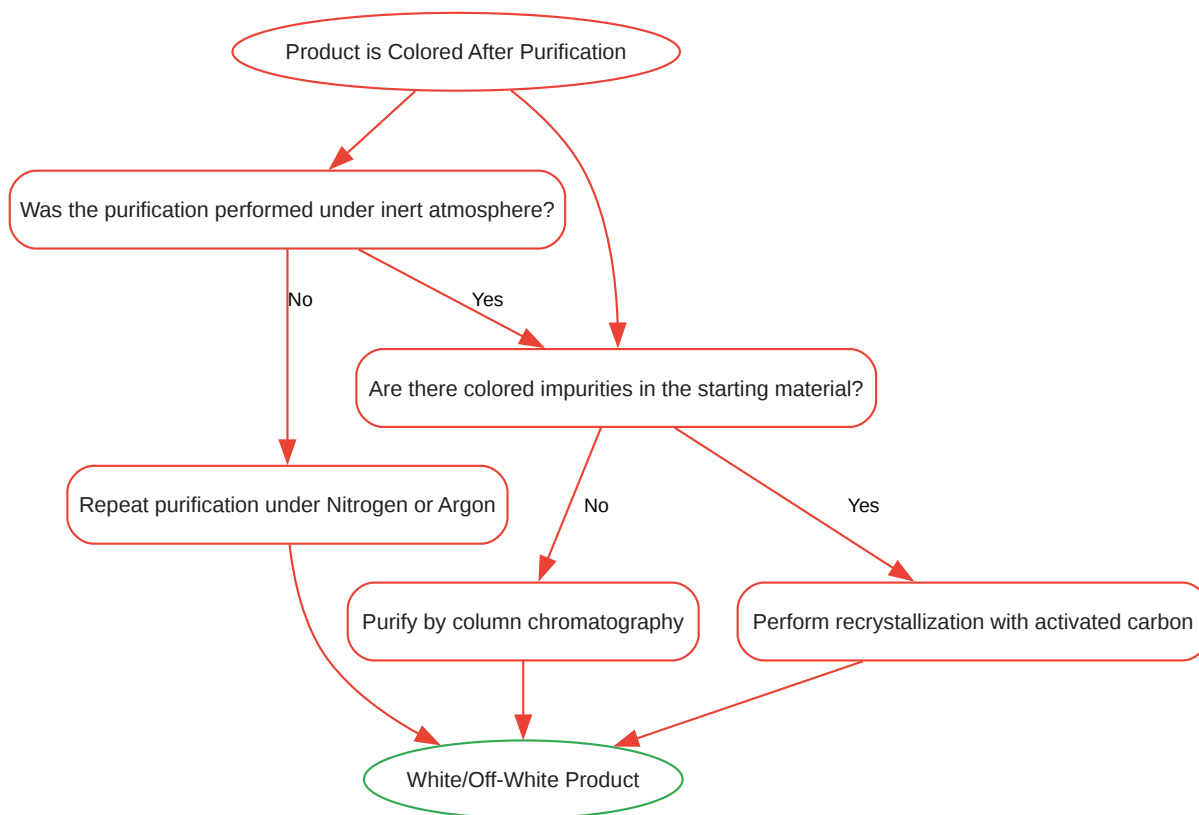 Product is Colored After Purification
Was the purification performed under inert atmosphere?
No
Yes
Are there colored impurities in the starting material?
Repeat purification under Nitrogen or Argon
No
Yes
Purify by column chromatography
Perform recrystallization with activated carbon
White/Off-White Product